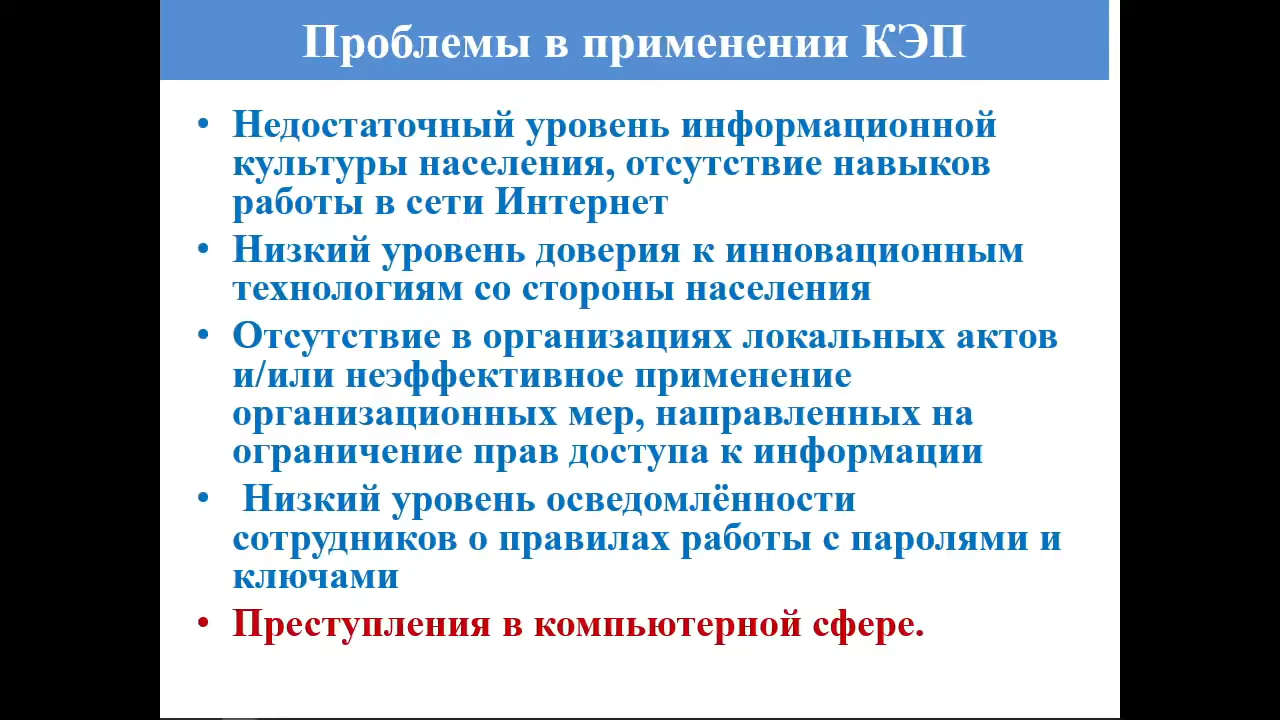 Проблемы в применении КЭП
• Недостаточный уровень информационной
культуры населения, отсутствие навыков
работы в сети Интернет
• Низкий уровень доверия к инновационным
технологиям со стороны населения
• Отсутствие в организациях локальных актов
и/или неэффективное применение
организационных мер, направленных на
ограничение прав доступа к информации
• Низкий уровень осведомлённости
сотрудников о правилах работы с паролями и
ключами
• Преступления в компьютерной сфере.